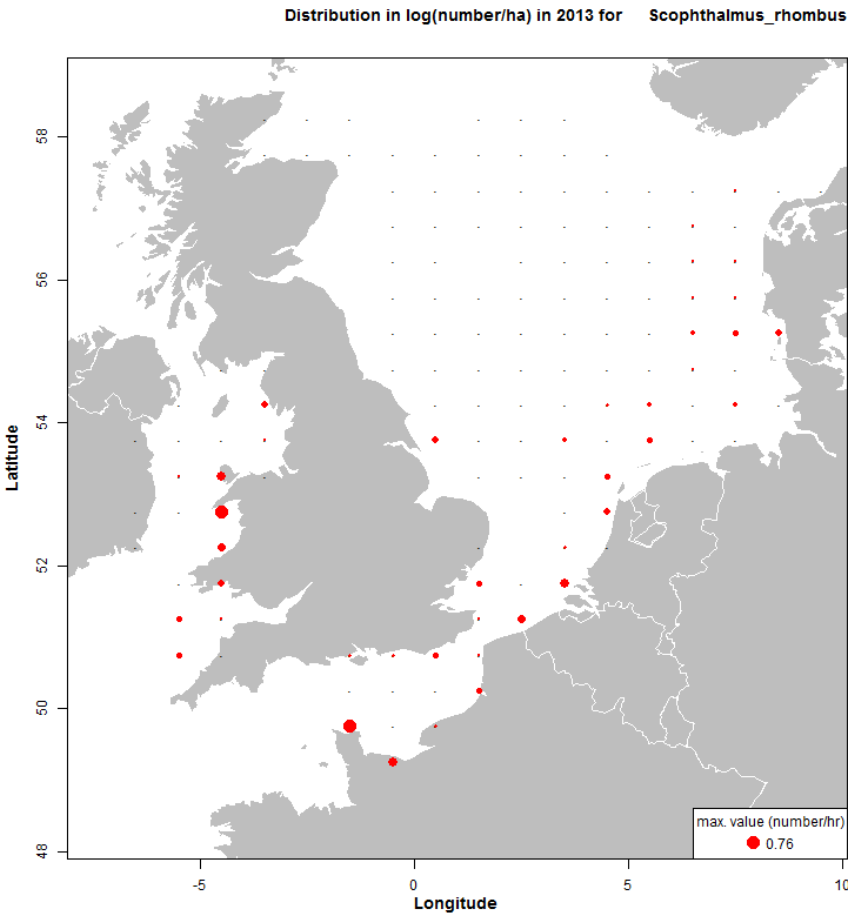 Distribution in log(number/ha) in 2013 for Scophthalmus_rhombus
58
56
54
52
50
48
Latitude
max. value (number/hr)
0.76
-5 0 5 10
Longitude